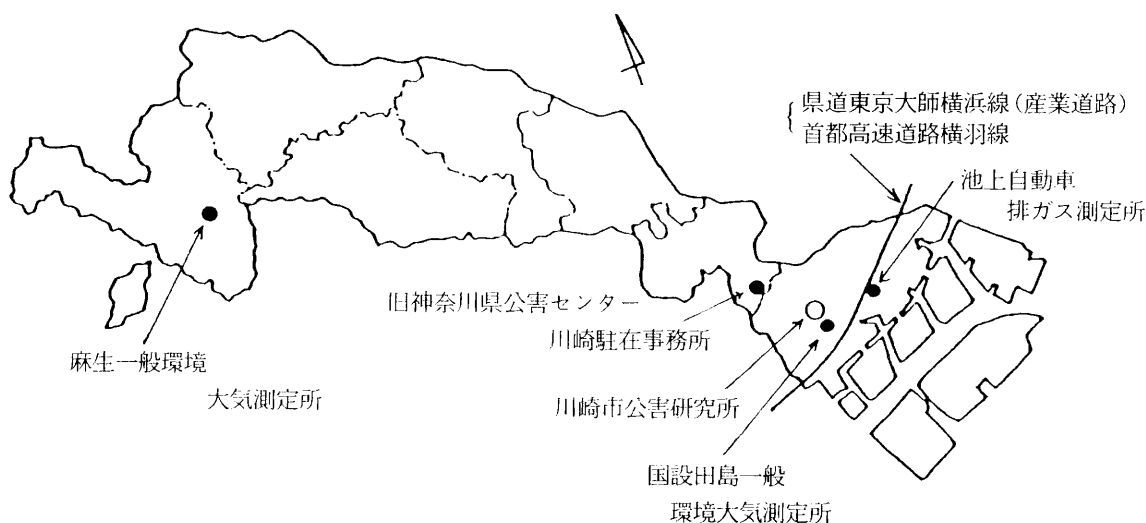 県道東京大師横浜線(産業道路)
首都高速道路横羽線
池上自動車
排ガス測定所
旧神奈川県公害センター
川崎駐在事務所
麻生一般環境
大気測定所
川崎市公害研究所
国設田島一般
環境大気測定所